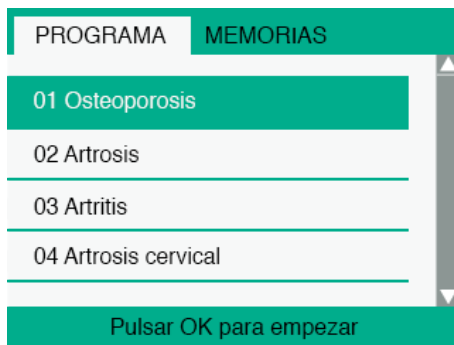 PROGRAMA MEMORIAS
01 Osteoporosis
02 Artrosis
03 Artritis
04 Artrosis cervical
Pulsar OK para empezar